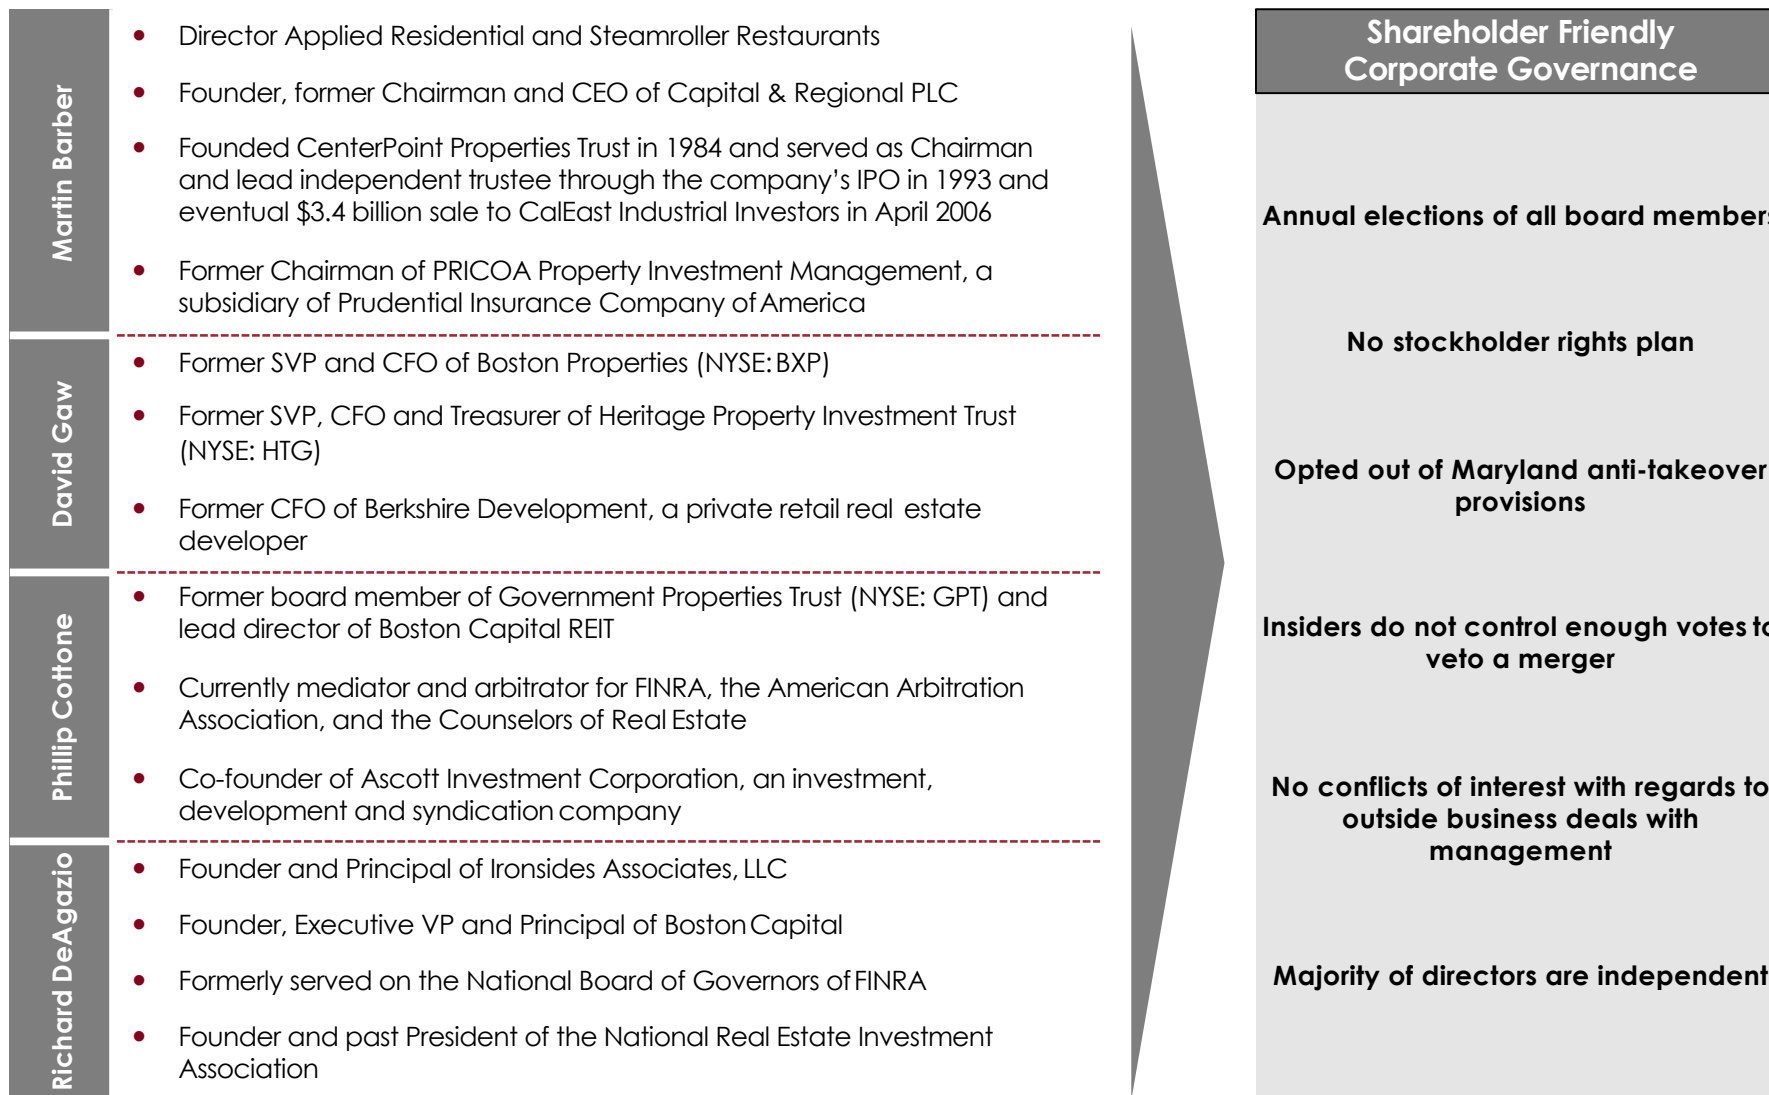 Martin Barber
• Director Applied Residential and Steamroller Restaurants
• Founder, former Chairman and CEO of Capital & Regional PLC
• Founded CenterPoint Properties Trust in 1984 and served as Chairman
and lead independent trustee through the company’s IPO in 1993 and
eventual $3.4 billion sale to CalEast Industrial Investors in April 2006
• Former Chairman of PRICOA Property Investment Management, a
subsidiary of Prudential Insurance Company of America
David Gaw
• Former SVP and CFO of Boston Properties (NYSE: BXP)
• Former SVP, CFO and Treasurer of Heritage Property Investment Trust
(NYSE: HTG)
• Former CFO of Berkshire Development, a private retail real estate
developer
Phillip Cottone
• Former board member of Government Properties Trust (NYSE: GPT) and
lead director of Boston Capital REIT
• Currently mediator and arbitrator for FINRA, the American Arbitration
Association, and the Counselors of Real Estate
• Co-founder of Ascott Investment Corporation, an investment,
development and syndication company
Richard DeAgazio
• Founder and Principal of Ironsides Associates, LLC
• Founder, Executive VP and Principal of Boston Capital
• Formerly served on the National Board of Governors of FINRA
• Founder and past President of the National Real Estate Investment
Association
Shareholder Friendly
Corporate Governance
Annual elections of all board members
No stockholder rights plan
Opted out of Maryland anti-takeover
provisions
Insiders do not control enough votes to
veto a merger
No conflicts of interest with regards to
outside business deals with
management
Majority of directors are independent